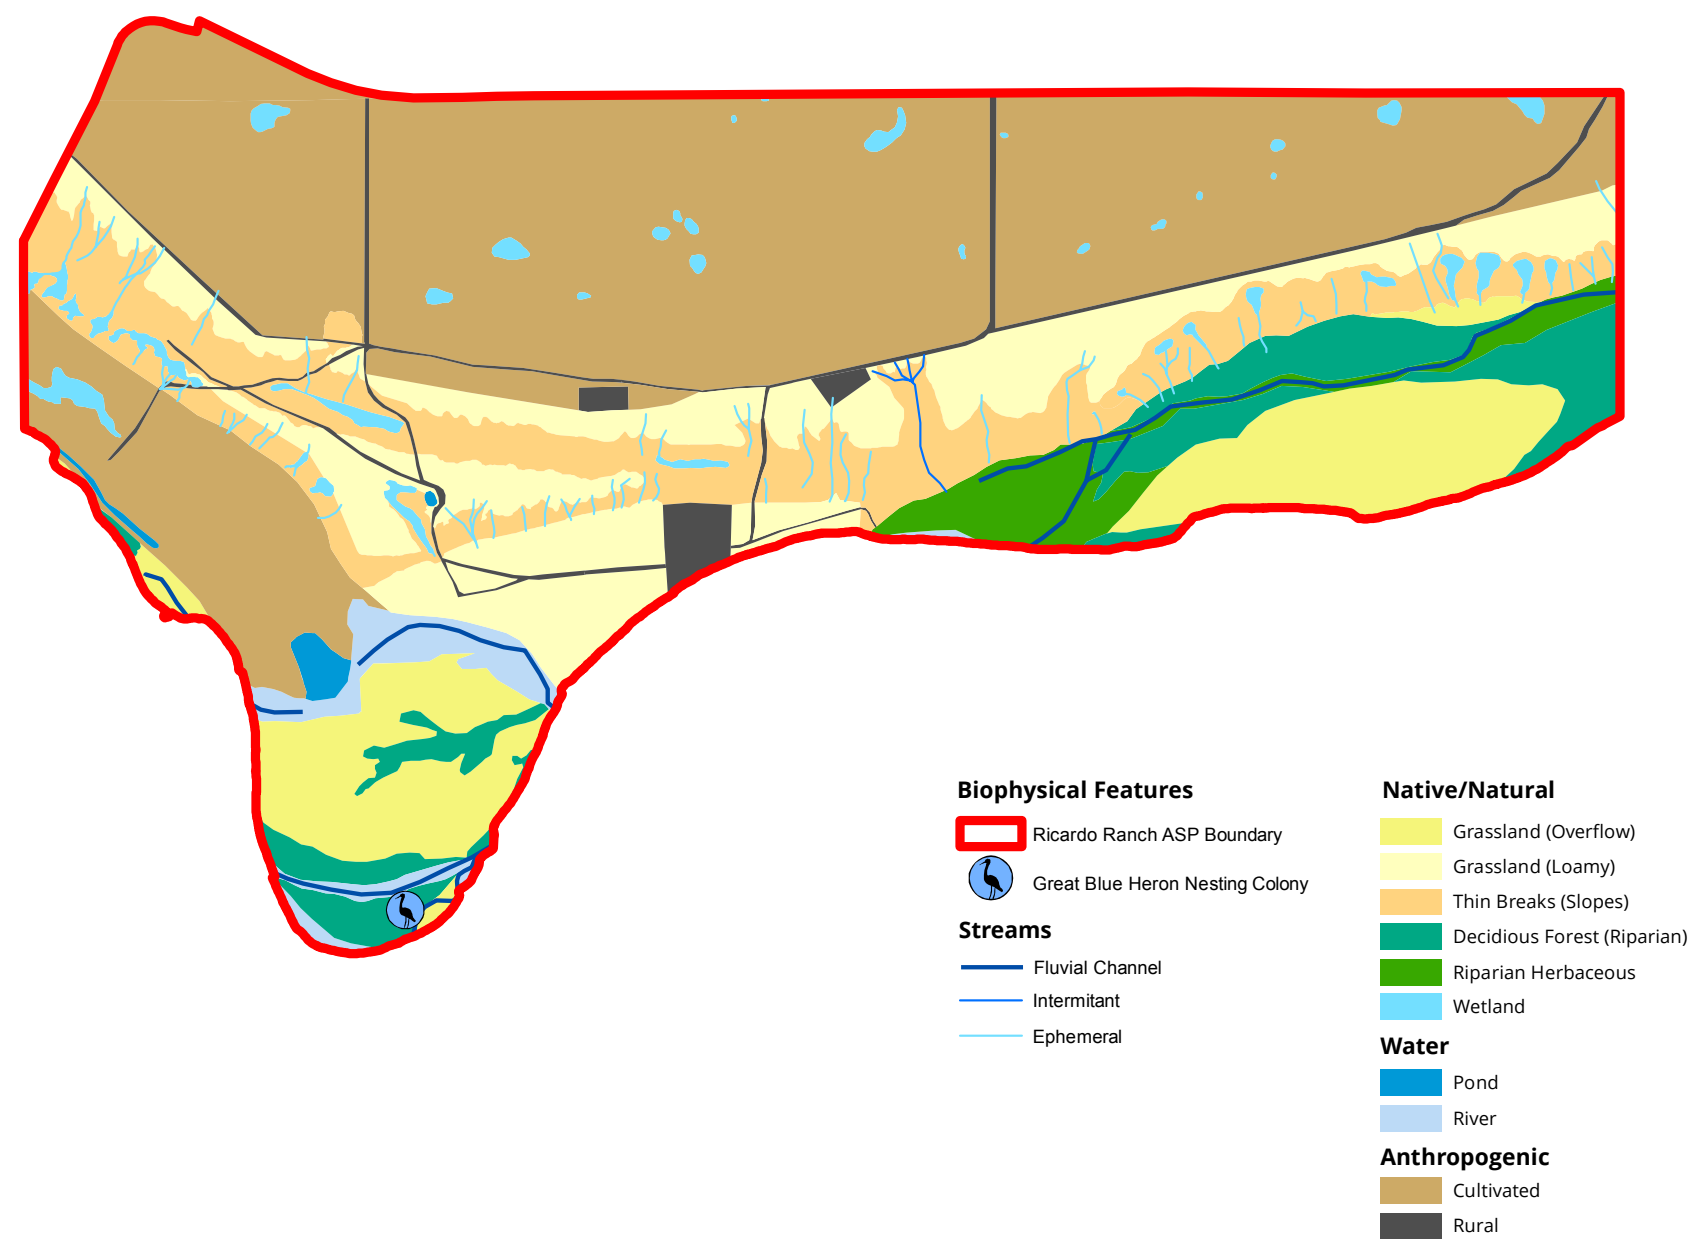 Biophysical Features
Ricardo Ranch ASP Boundary
Great Blue Heron Nesting Colony
Streams
Fluvial Channel
Intermitant
Ephemeral
Native/Natural
Grassland (Overflow)
Grassland (Loamy)
Thin Breaks (Slopes)
Decidious Forest (Riparian)
Riparian Herbaceous
Wetland
Water
Pond
River
Anthropogenic
Cultivated
Rural